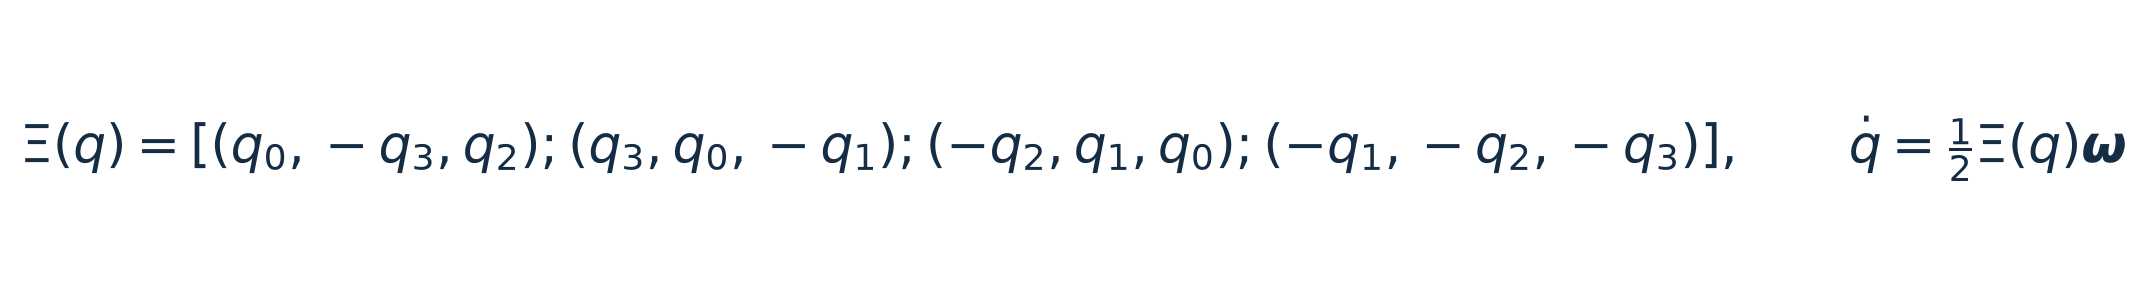 Ξ(q) = [(q₀, −q₃, q₂); (q₃, q₀, −q₁); (−q₂, q₁, q₀); (−q₁, −q₂, −q₃)],  q̇ = ½Ξ(q)𝝎